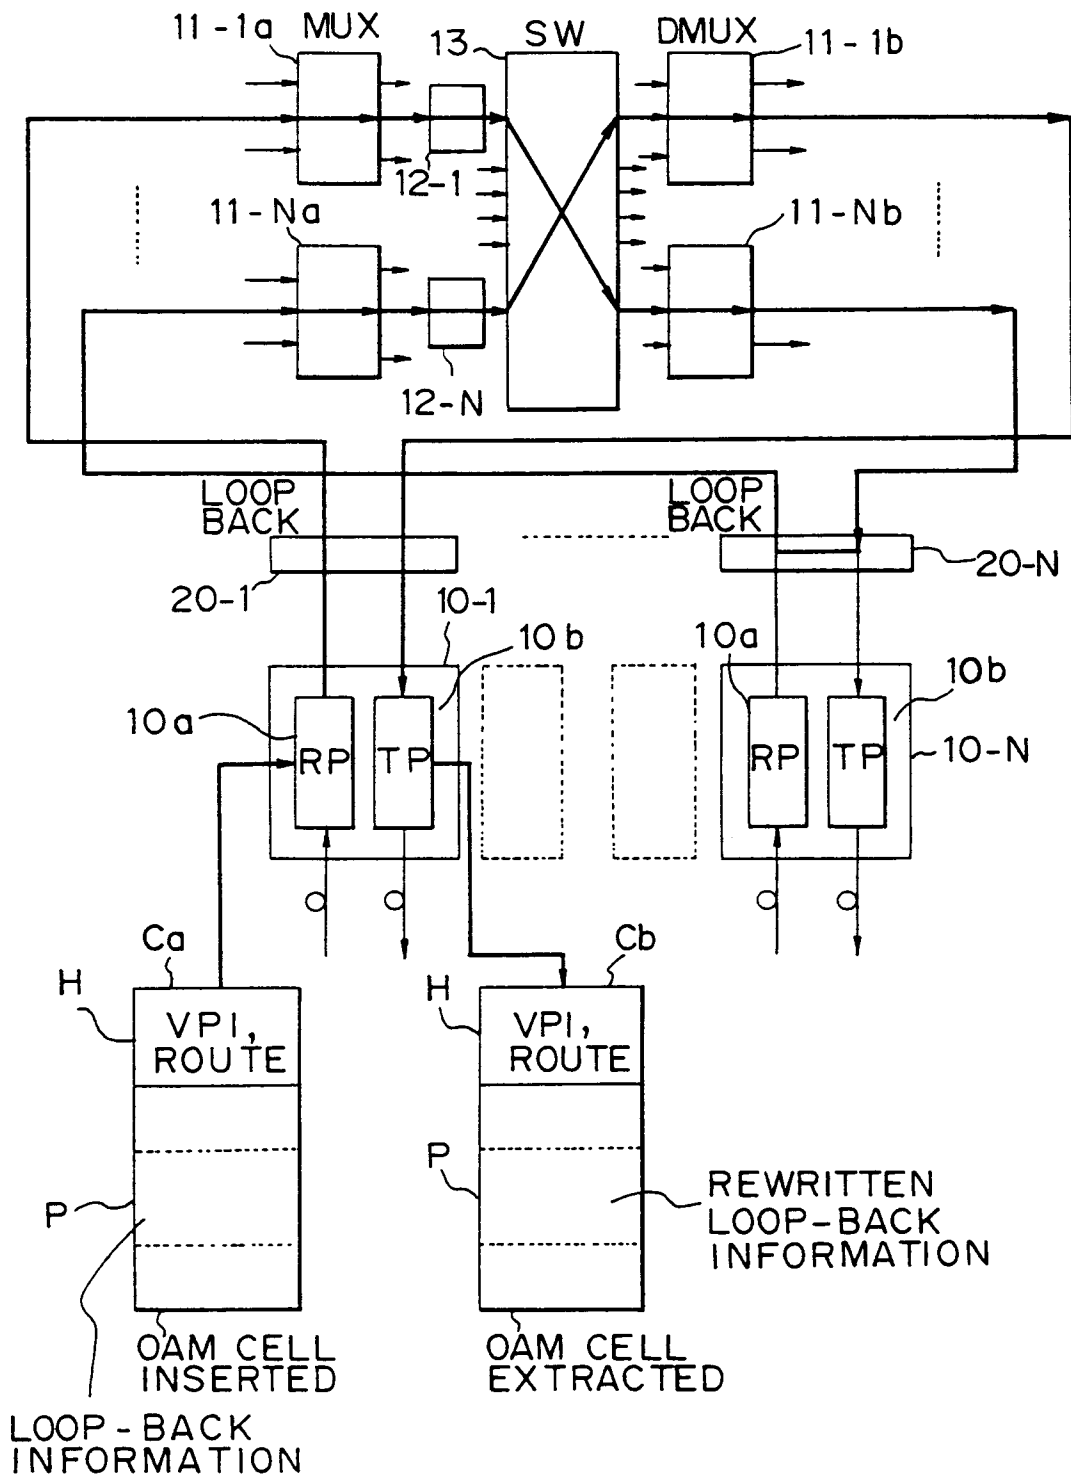 11-1a
MUX
13
SW
DMUX
11-1b
12-1
11-Na
11-Nb
12-N
LOOP
BACK
LOOP
BACK
20-1
20-N
10-1
10b
10a
10b
10a
RP
TP
RP
TP
10-N
Ca
Cb
H
H
VPI,
ROUTE
VPI,
ROUTE
P
P
REWRITTEN
LOOP-BACK
INFORMATION
OAM CELL
INSERTED
OAM CELL
EXTRACTED
LOOP-BACK
INFORMATION